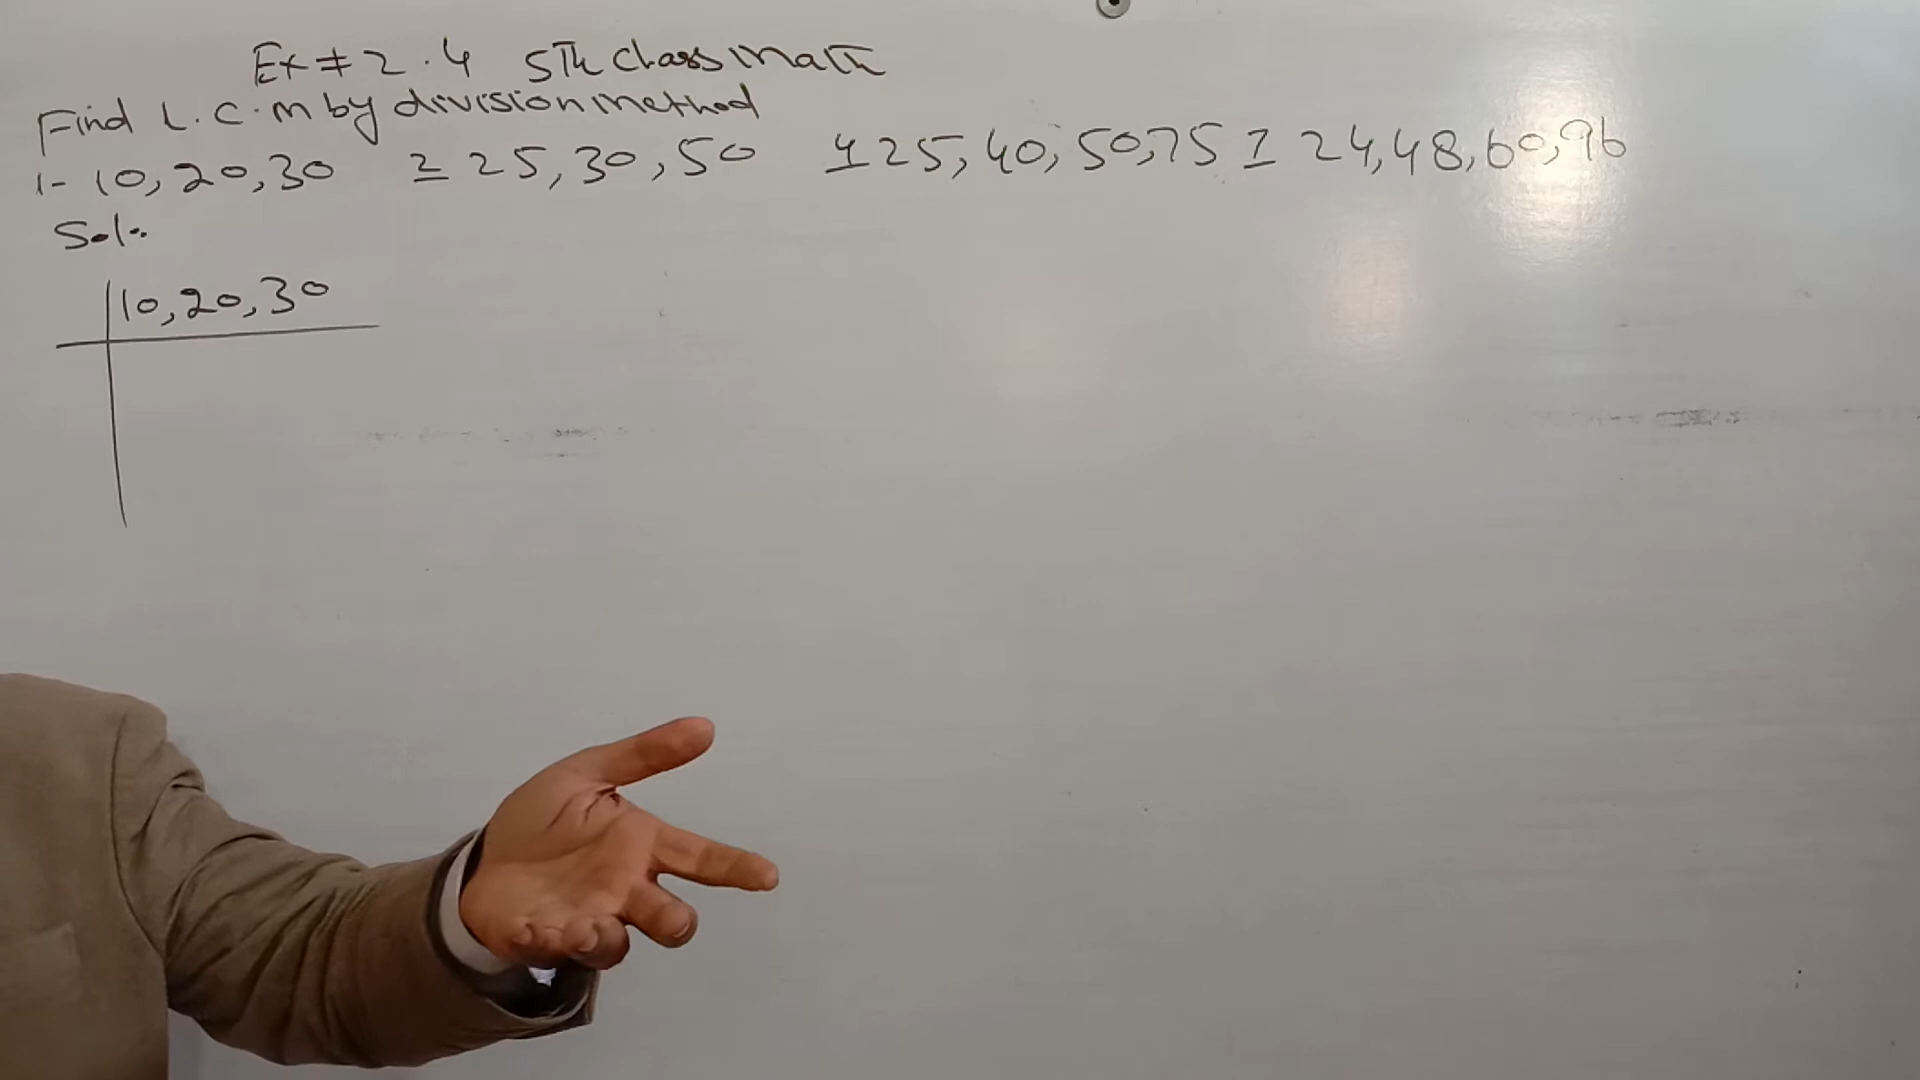 Ex # 2.4 5Th Class Math
Find L.C.M by division method
1- 10, 20, 30 2 25, 30, 50 4 25, 40, 50, 75 7 24, 48, 60, 96
Sol:
10, 20, 30